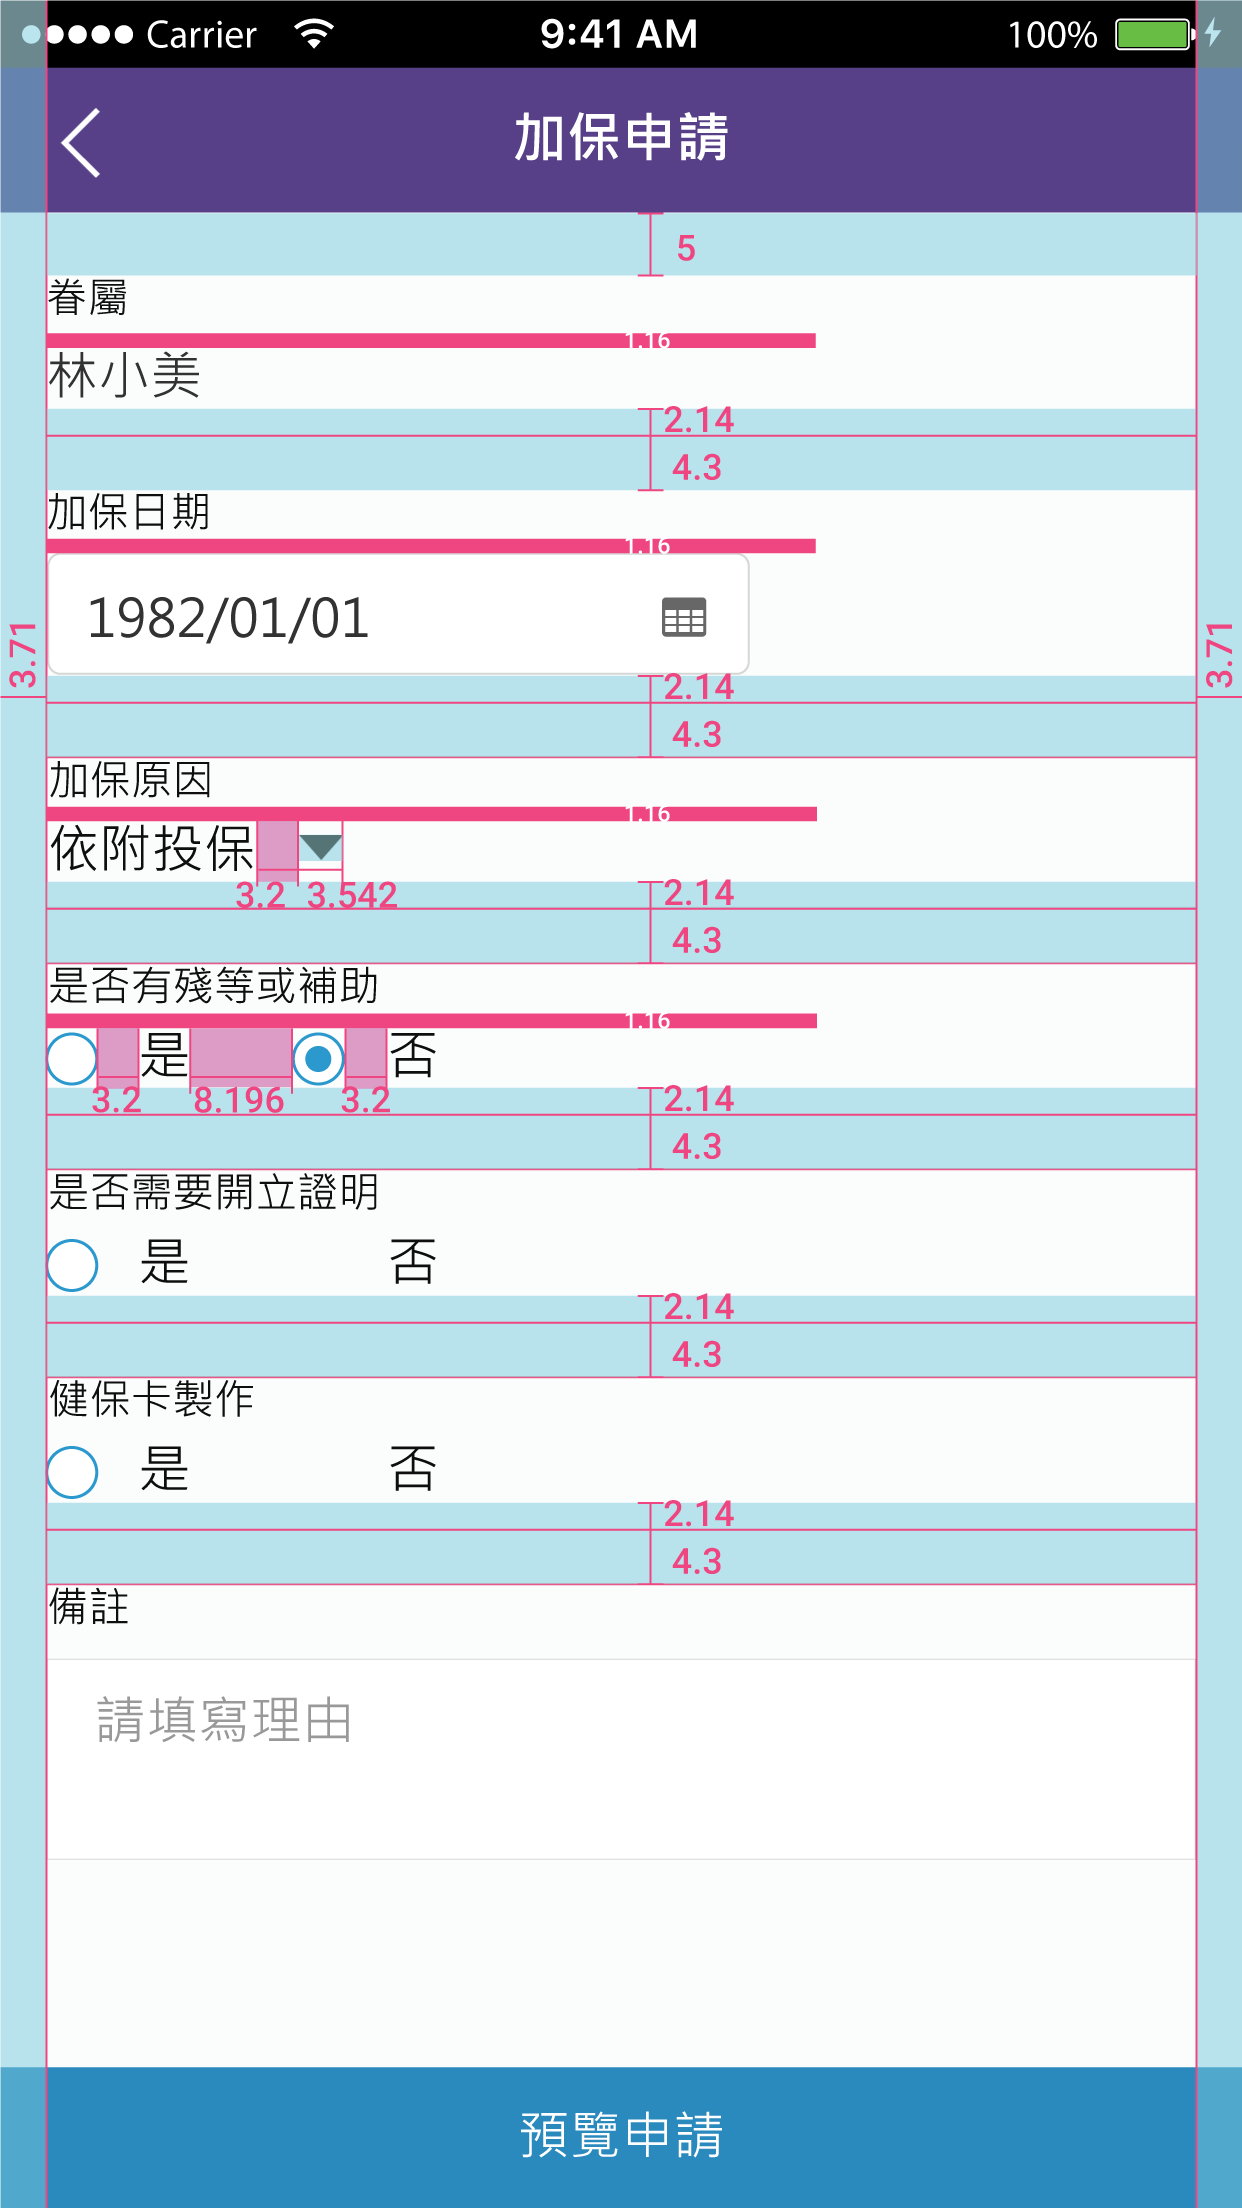 Carrier 9:41 AM 100%
加保申請
5
眷屬
1.16
林小美
2.14
4.3
加保日期
1.16
1982/01/01
3.71 3.71
2.14
4.3
加保原因
1.16
依附投保
3.2 3.542 2.14
4.3
是否有殘等或補助
1.16
是 否
3.2 8.196 3.2 2.14
4.3
是否需要開立證明
是 否
2.14
4.3
健保卡製作
是 否
2.14
4.3
備註
請填寫理由
預覽申請